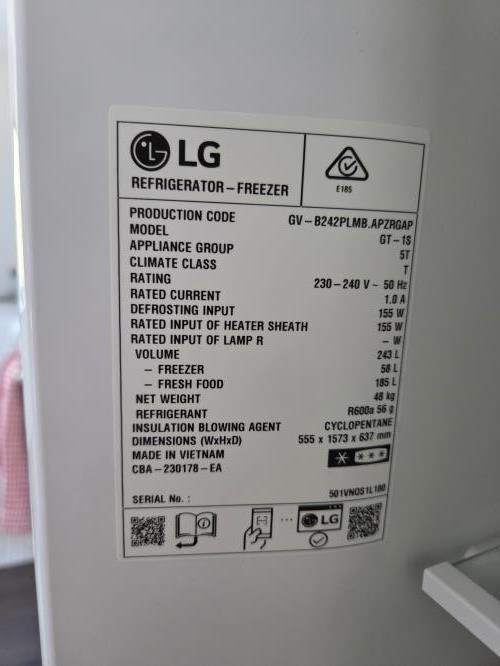 LG
REFRIGERATOR-FREEZER
E185
PRODUCTION CODE GV-B242PLMB.APZRGAP
MODEL GT-1S
APPLIANCE GROUP 5T
CLIMATE CLASS T
RATING 230-240 V ~ 50 Hz
RATED CURRENT 1.0 A
DEFROSTING INPUT 155 W
RATED INPUT OF HEATER SHEATH 155 W
RATED INPUT OF LAMP R - W
VOLUME 243 L
- FREEZER 58 L
- FRESH FOOD 185 L
NET WEIGHT 48 kg
REFRIGERANT R600a 56 g
INSULATION BLOWING AGENT CYCLOPENTANE
DIMENSIONS (WxHxD) 555 x 1573 x 637 mm
MADE IN VIETNAM
CBA-230178-EA
SERIAL No. : 501VNQS1L180
LG